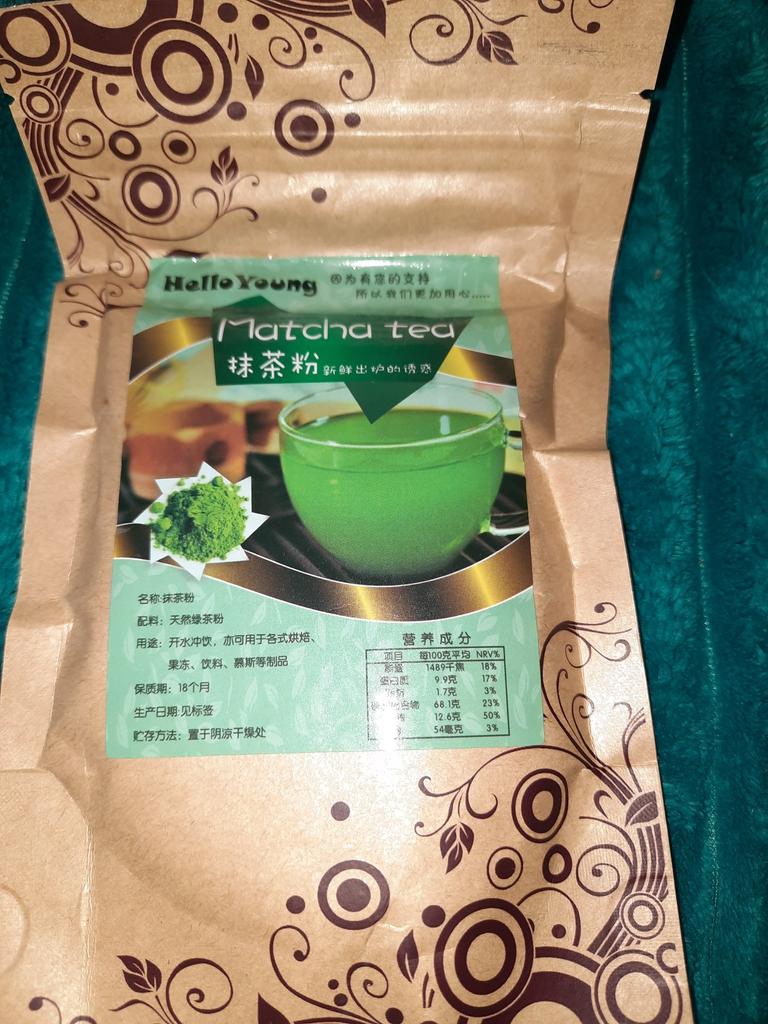 Hello Young 因为有您的支持
所以我们更加用心.....
Matcha tea
抹茶粉 新鲜出炉的诱惑
名称:抹茶粉
配料：天然绿茶粉
用途：开水冲饮，亦可用于各式烘焙、
果冻、饮料、慕斯等制品
保质期：18个月
生产日期:见标签
贮存方法：置于阴凉干燥处
营养成分
项目 每100克平均 NRV%
1489千焦 18%
蛋白质 9.9克 17%
1.7克 3%
68.1克 23%
12.6克 50%
54毫克 3%